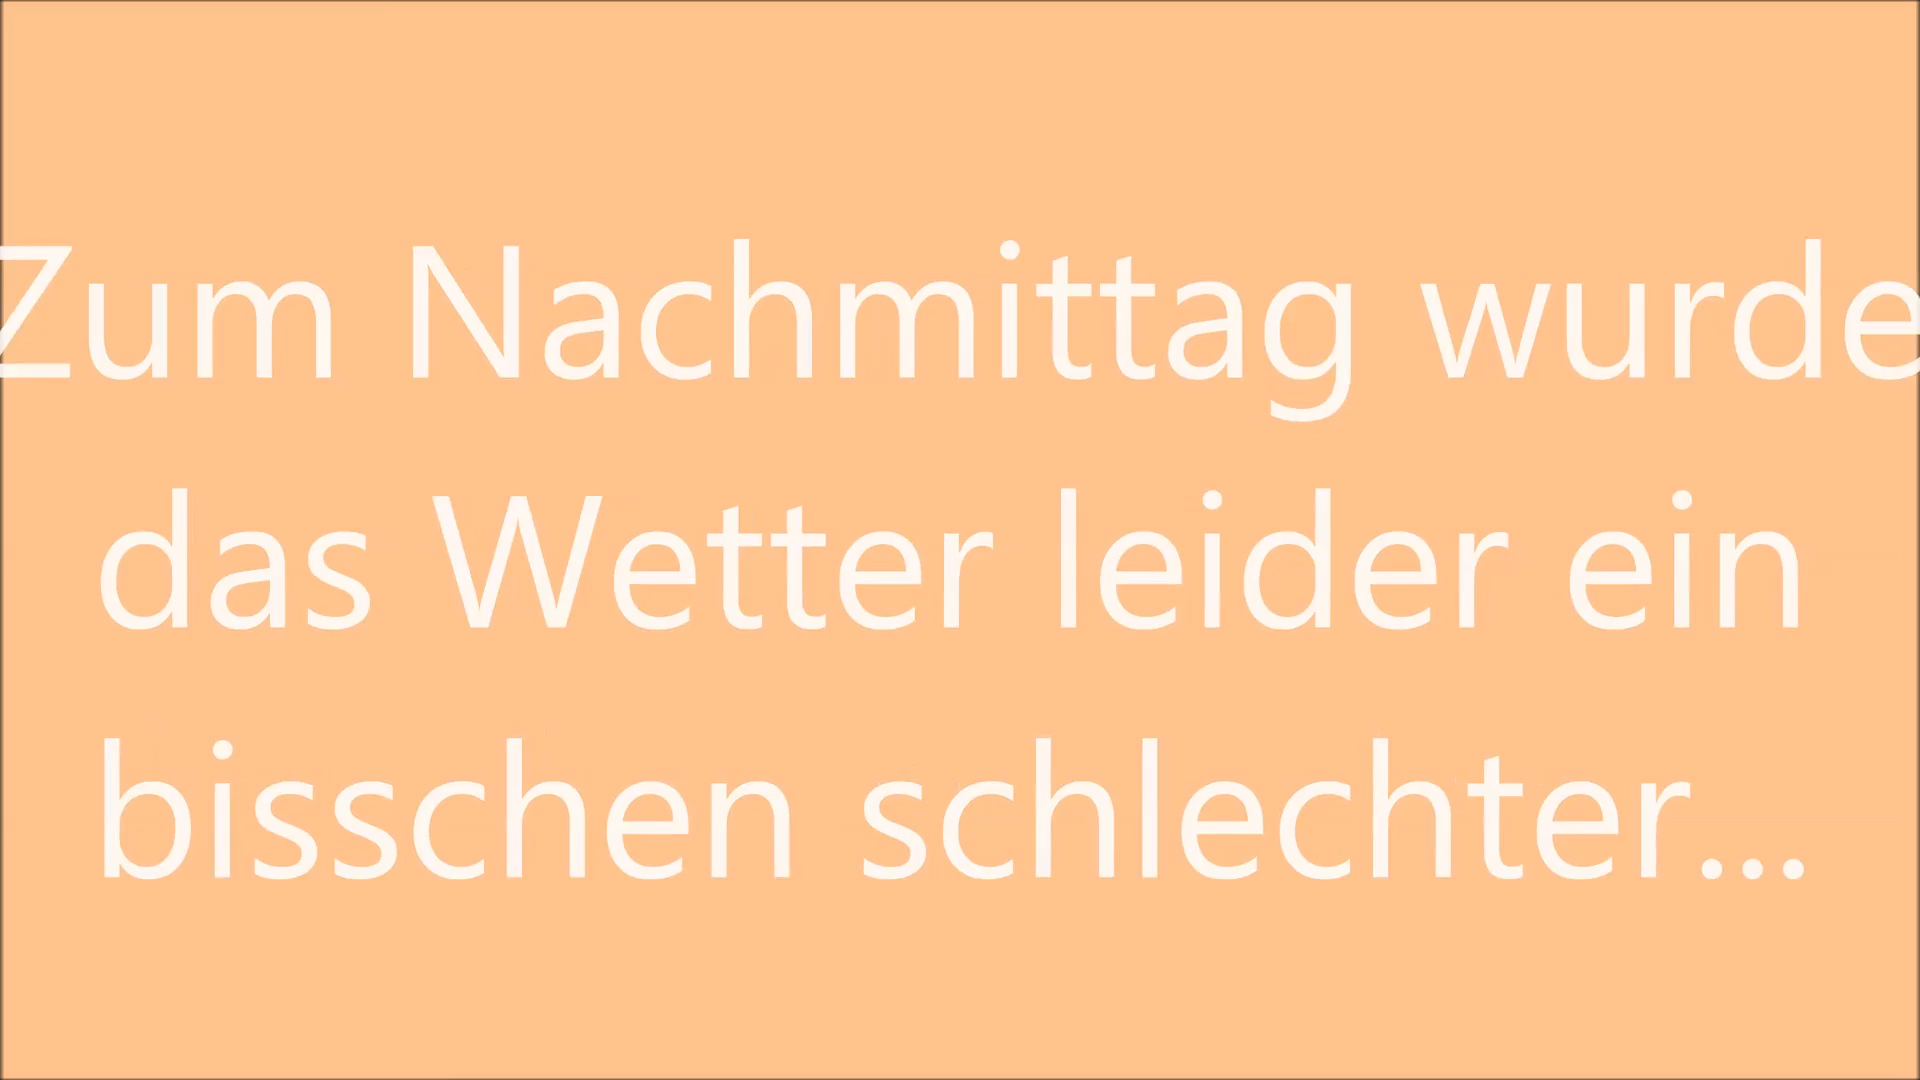 Zum Nachmittag wurde
das Wetter leider ein
bisschen schlechter...